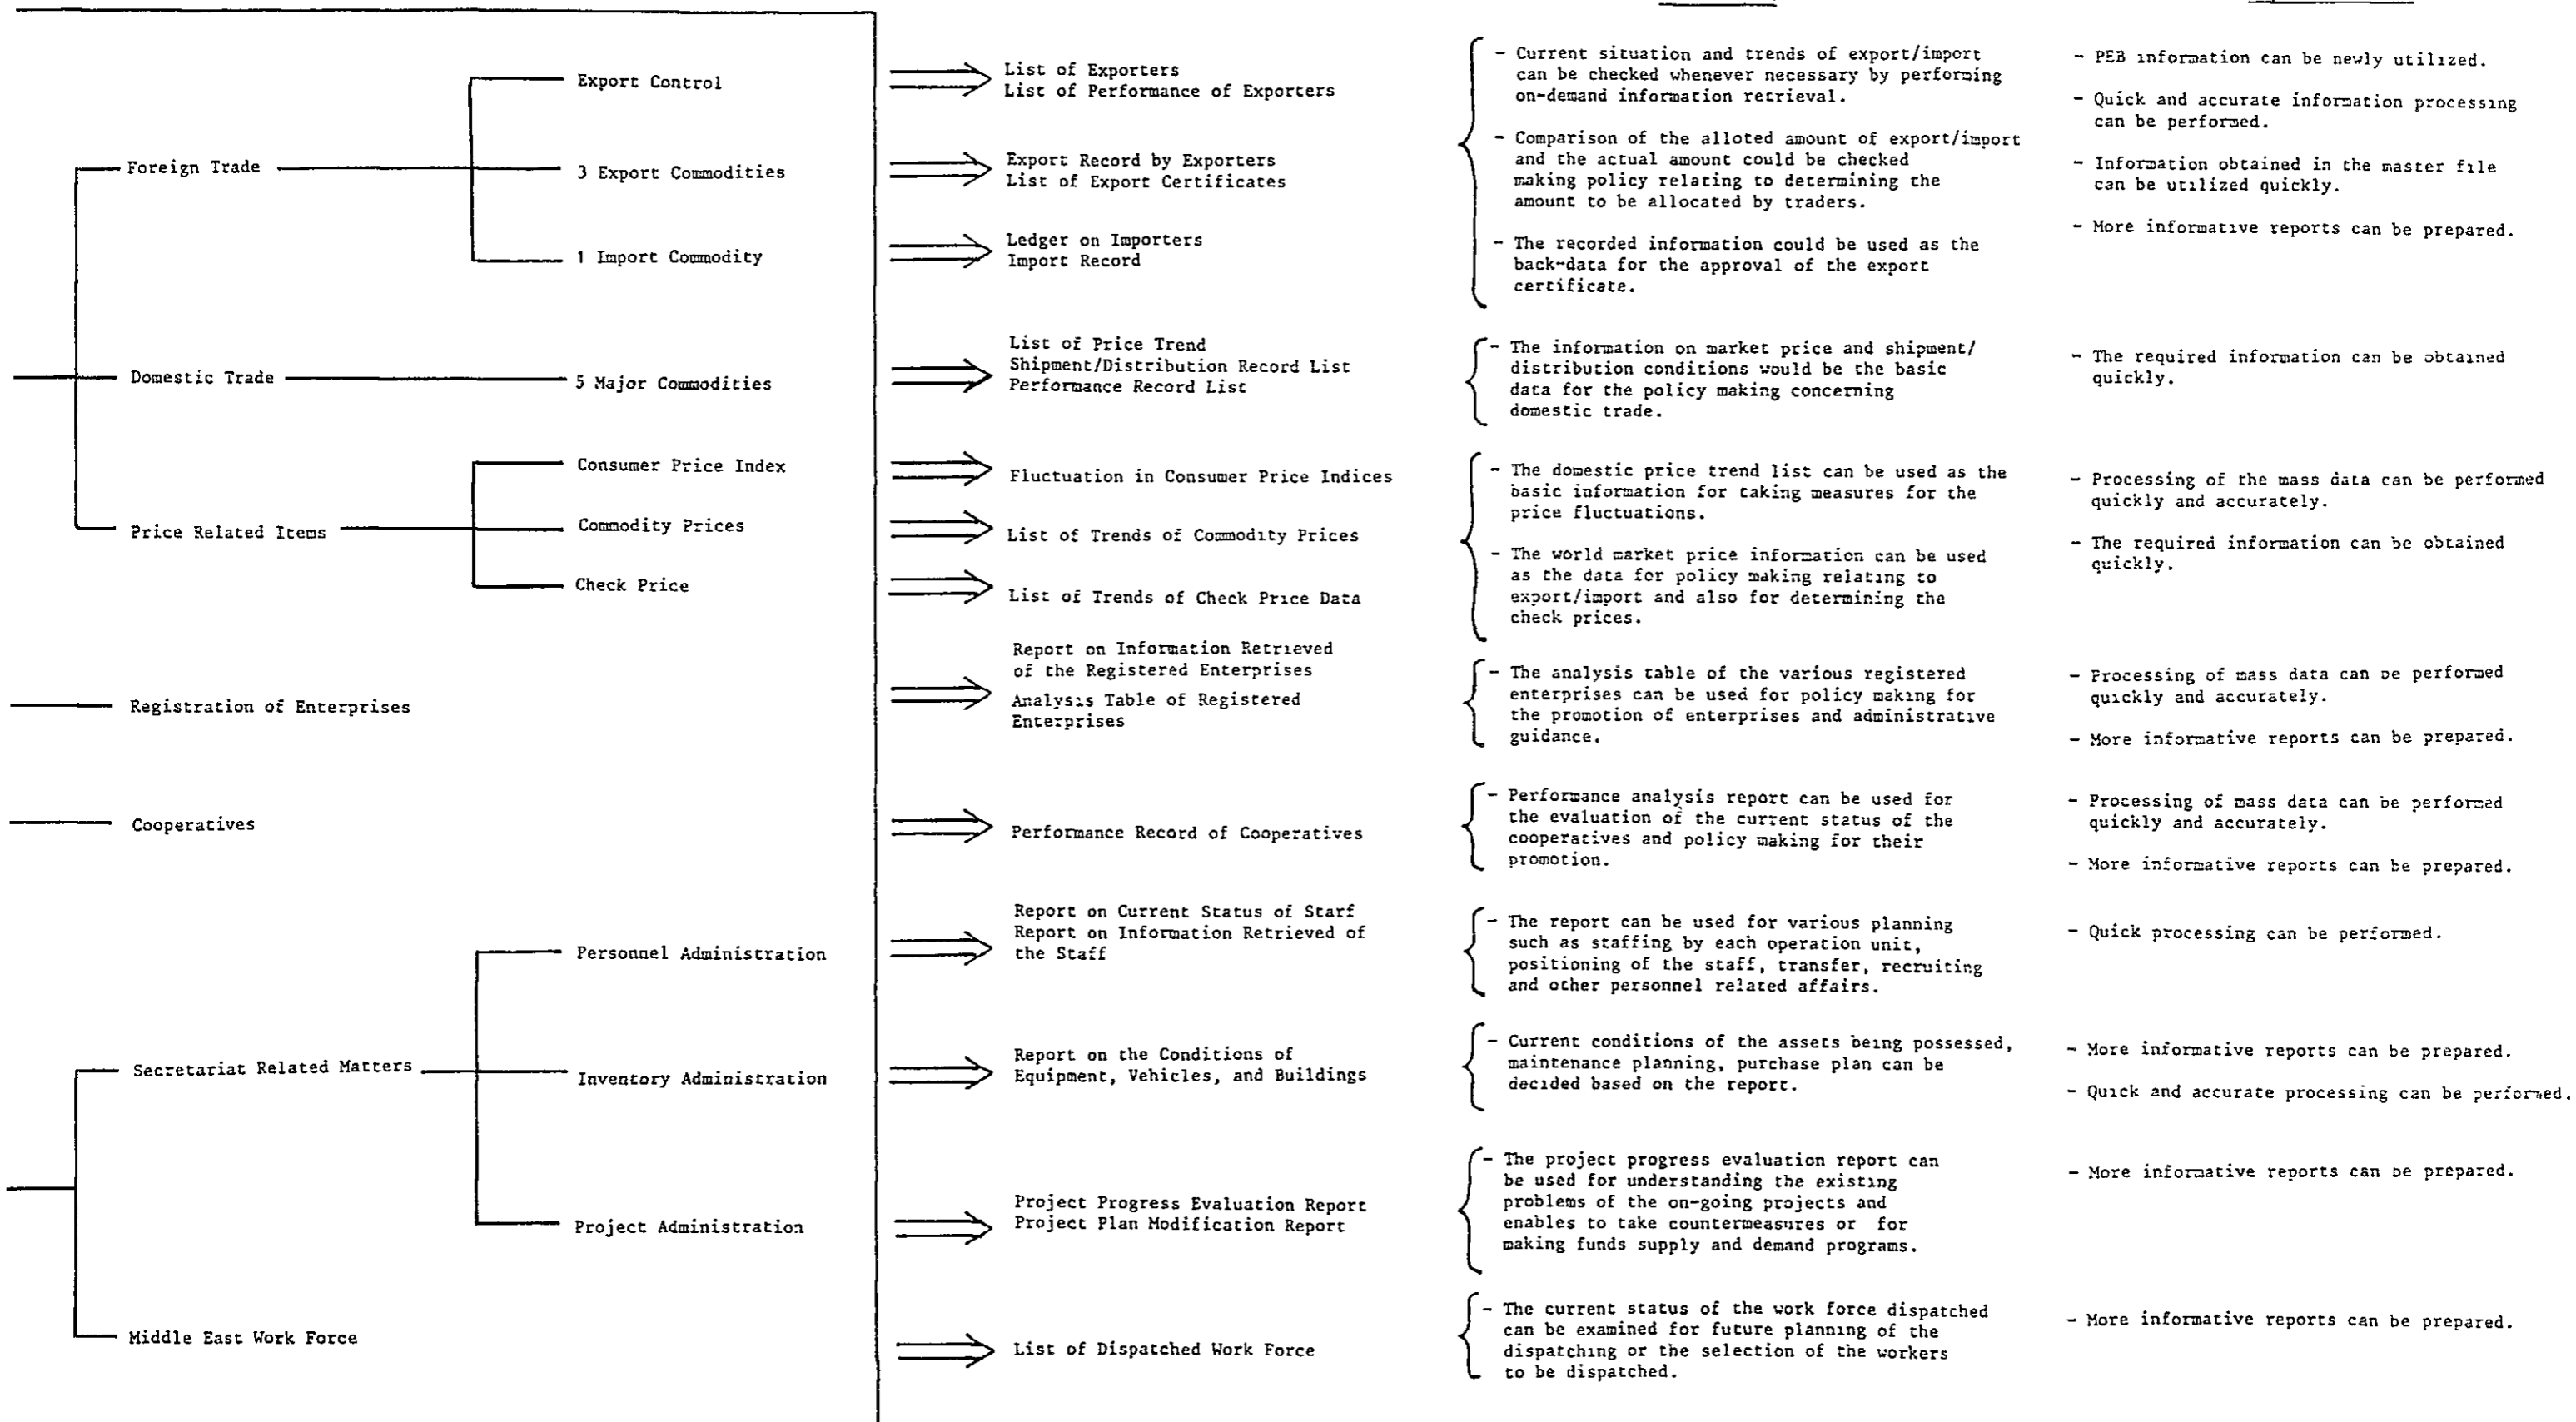 Export Control
List of Exporters
List of Performance of Exporters
- Current situation and trends of export/import
can be checked whenever necessary by performing
on-demand information retrieval.
- PEB information can be newly utilized.
- Quick and accurate information processing
can be performed.
Foreign Trade
3 Export Commodities
Export Record by Exporters
List of Export Certificates
- Comparison of the alloted amount of export/import
and the actual amount could be checked
making policy relating to determining the
amount to be allocated by traders.
- Information obtained in the master file
can be utilized quickly.
1 Import Commodity
Ledger on Importers
Import Record
- The recorded information could be used as the
back-data for the approval of the export
certificate.
- More informative reports can be prepared.
Domestic Trade
5 Major Commodities
List of Price Trend
Shipment/Distribution Record List
Performance Record List
- The information on market price and shipment/
distribution conditions would be the basic
data for the policy making concerning
domestic trade.
- The required information can be obtained
quickly.
Price Related Items
Consumer Price Index
Fluctuation in Consumer Price Indices
Commodity Prices
List of Trends of Commodity Prices
Check Price
List of Trends of Check Price Data
- The domestic price trend list can be used as the
basic information for taking measures for the
price fluctuations.
- The world market price information can be used
as the data for policy making relating to
export/import and also for determining the
check prices.
- Processing of the mass data can be performed
quickly and accurately.
- The required information can be obtained
quickly.
Registration of Enterprises
Report on Information Retrieved
of the Registered Enterprises
Analysis Table of Registered
Enterprises
- The analysis table of the various registered
enterprises can be used for policy making for
the promotion of enterprises and administrative
guidance.
- Processing of mass data can be performed
quickly and accurately.
- More informative reports can be prepared.
Cooperatives
Performance Record of Cooperatives
- Performance analysis report can be used for
the evaluation of the current status of the
cooperatives and policy making for their
promotion.
- Processing of mass data can be performed
quickly and accurately.
- More informative reports can be prepared.
Secretariat Related Matters
Personnel Administration
Report on Current Status of Starf
Report on Information Retrieved of
the Staff
- The report can be used for various planning
such as staffing by each operation unit,
positioning of the staff, transfer, recruiting
and other personnel related affairs.
- Quick processing can be performed.
Inventory Administration
Report on the Conditions of
Equipment, Vehicles, and Buildings
- Current conditions of the assets being possessed,
maintenance planning, purchase plan can be
decided based on the report.
- More informative reports can be prepared.
- Quick and accurate processing can be performed.
Project Administration
Project Progress Evaluation Report
Project Plan Modification Report
- The project progress evaluation report can
be used for understanding the existing
problems of the on-going projects and
enables to take countermeasures or for
making funds supply and demand programs.
- More informative reports can be prepared.
Middle East Work Force
List of Dispatched Work Force
- The current status of the work force dispatched
can be examined for future planning of the
dispatching or the selection of the workers
to be dispatched.
- More informative reports can be prepared.